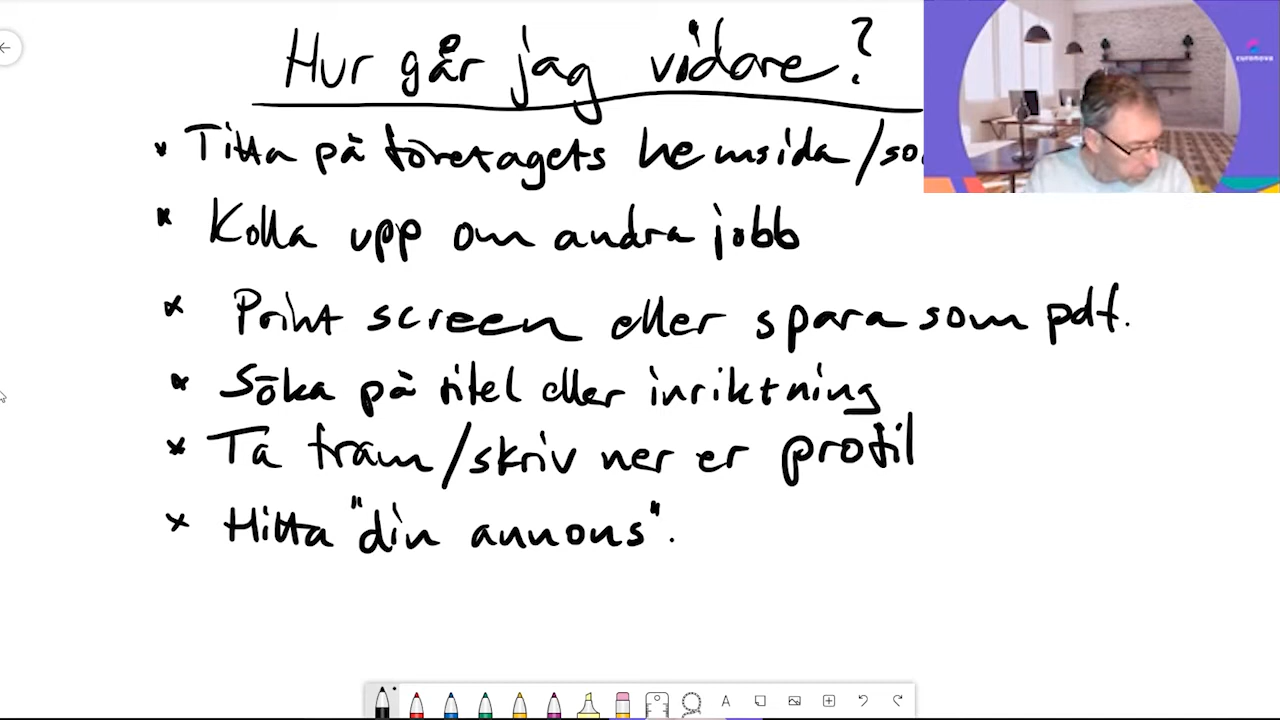 Hur går jag vidare?
curanova
* Titta på företagets hemsida/so
* Kolla upp om andra jobb
* Print screen eller spara som pdf.
* Söka på titel eller inriktning
* Ta fram/skriv ner er profil
* Hitta "din annons".